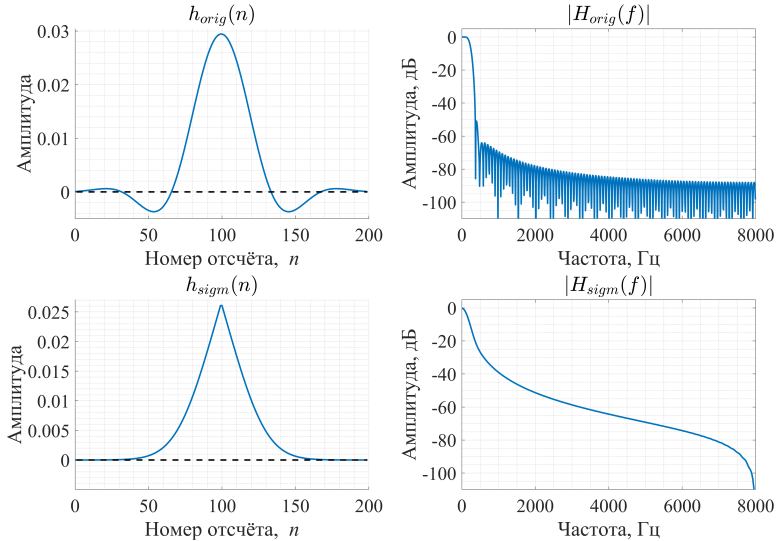 h_orig(n)
Амплитуда
0.03
0.02
0.01
0
0 50 100 150 200
Номер отсчёта, n
|H_orig(f)|
Амплитуда, дБ
0
-20
-40
-60
-80
-100
0 2000 4000 6000 8000
Частота, Гц
h_sigm(n)
Амплитуда
0.025
0.02
0.015
0.01
0.005
0
0 50 100 150 200
Номер отсчёта, n
|H_sigm(f)|
Амплитуда, дБ
0
-20
-40
-60
-80
-100
0 2000 4000 6000 8000
Частота, Гц